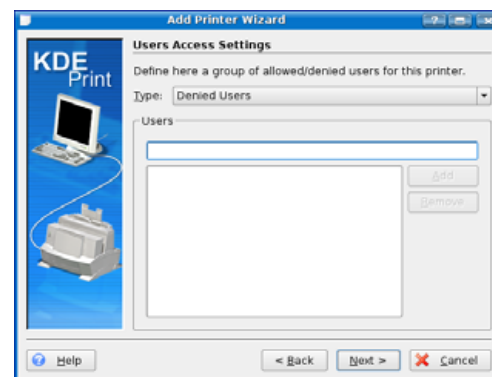 Add Printer Wizard
KDE
Print
Users Access Settings
Define here a group of allowed/denied users for this printer.
Type: Denied Users
Users
Add
Remove
Help
< Back
Next >
Cancel